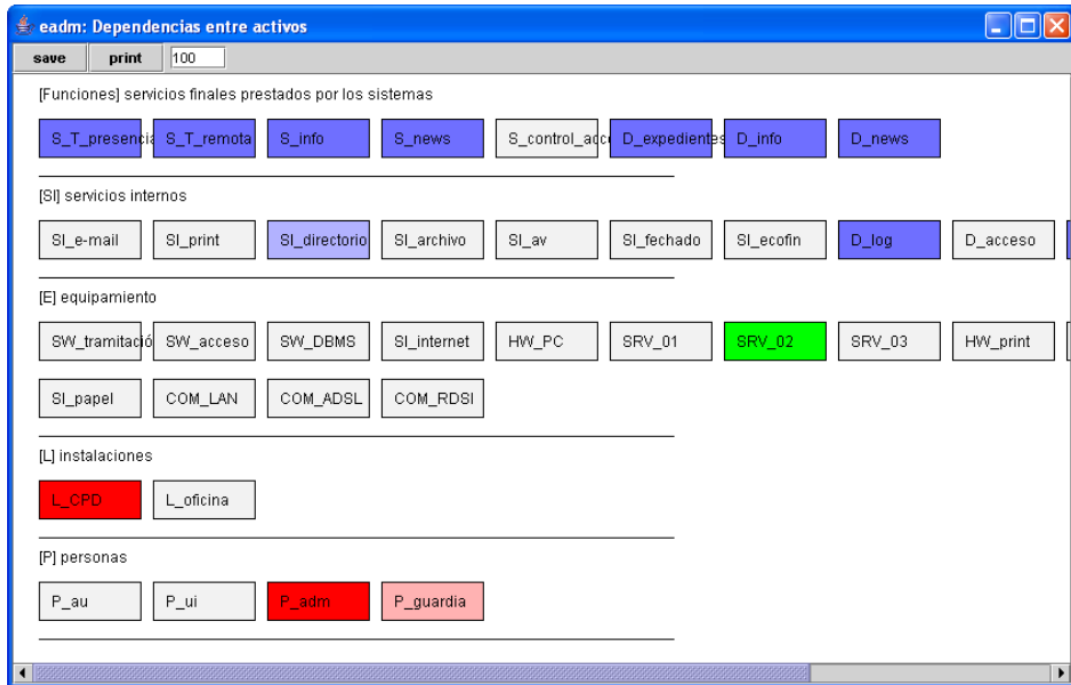 eadm: Dependencias entre activos
save print 100
[Funciones] servicios finales prestados por los sistemas
S_T_presencia S_T_remota S_info S_news S_control_acc D_expedientes D_info D_news
[SI] servicios internos
SI_e-mail SI_print SI_directorio SI_archivo SI_av SI_fechado SI_ecofin D_log D_acceso
[E] equipamiento
SW_tramitació SW_acceso SW_DBMS SI_internet HW_PC SRV_01 SRV_02 SRV_03 HW_print
SI_papel COM_LAN COM_ADSL COM_RDSI
[L] instalaciones
L_CPD L_oficina
[P] personas
P_au P_ui P_adm P_guardia